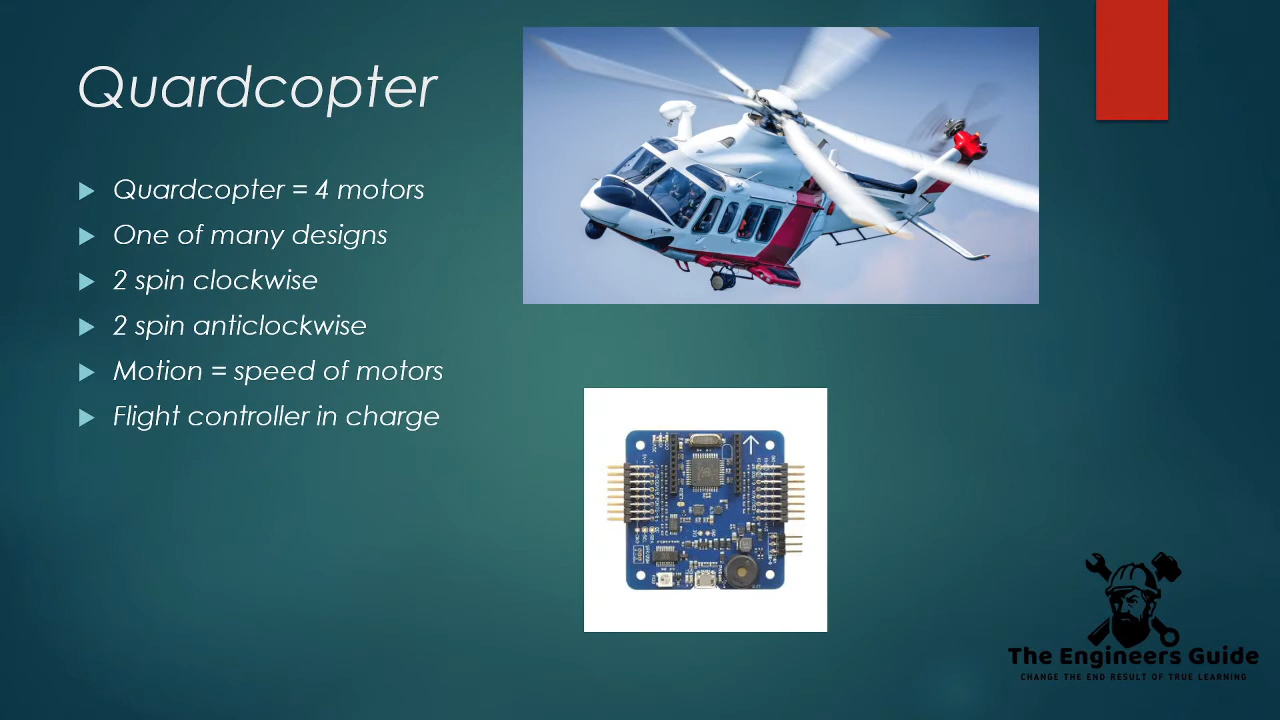 Quardcopter
Quardcopter = 4 motors
One of many designs
2 spin clockwise
2 spin anticlockwise
Motion = speed of motors
Flight controller in charge
The Engineers Guide
CHANGE THE END RESULT OF TRUE LEARNING